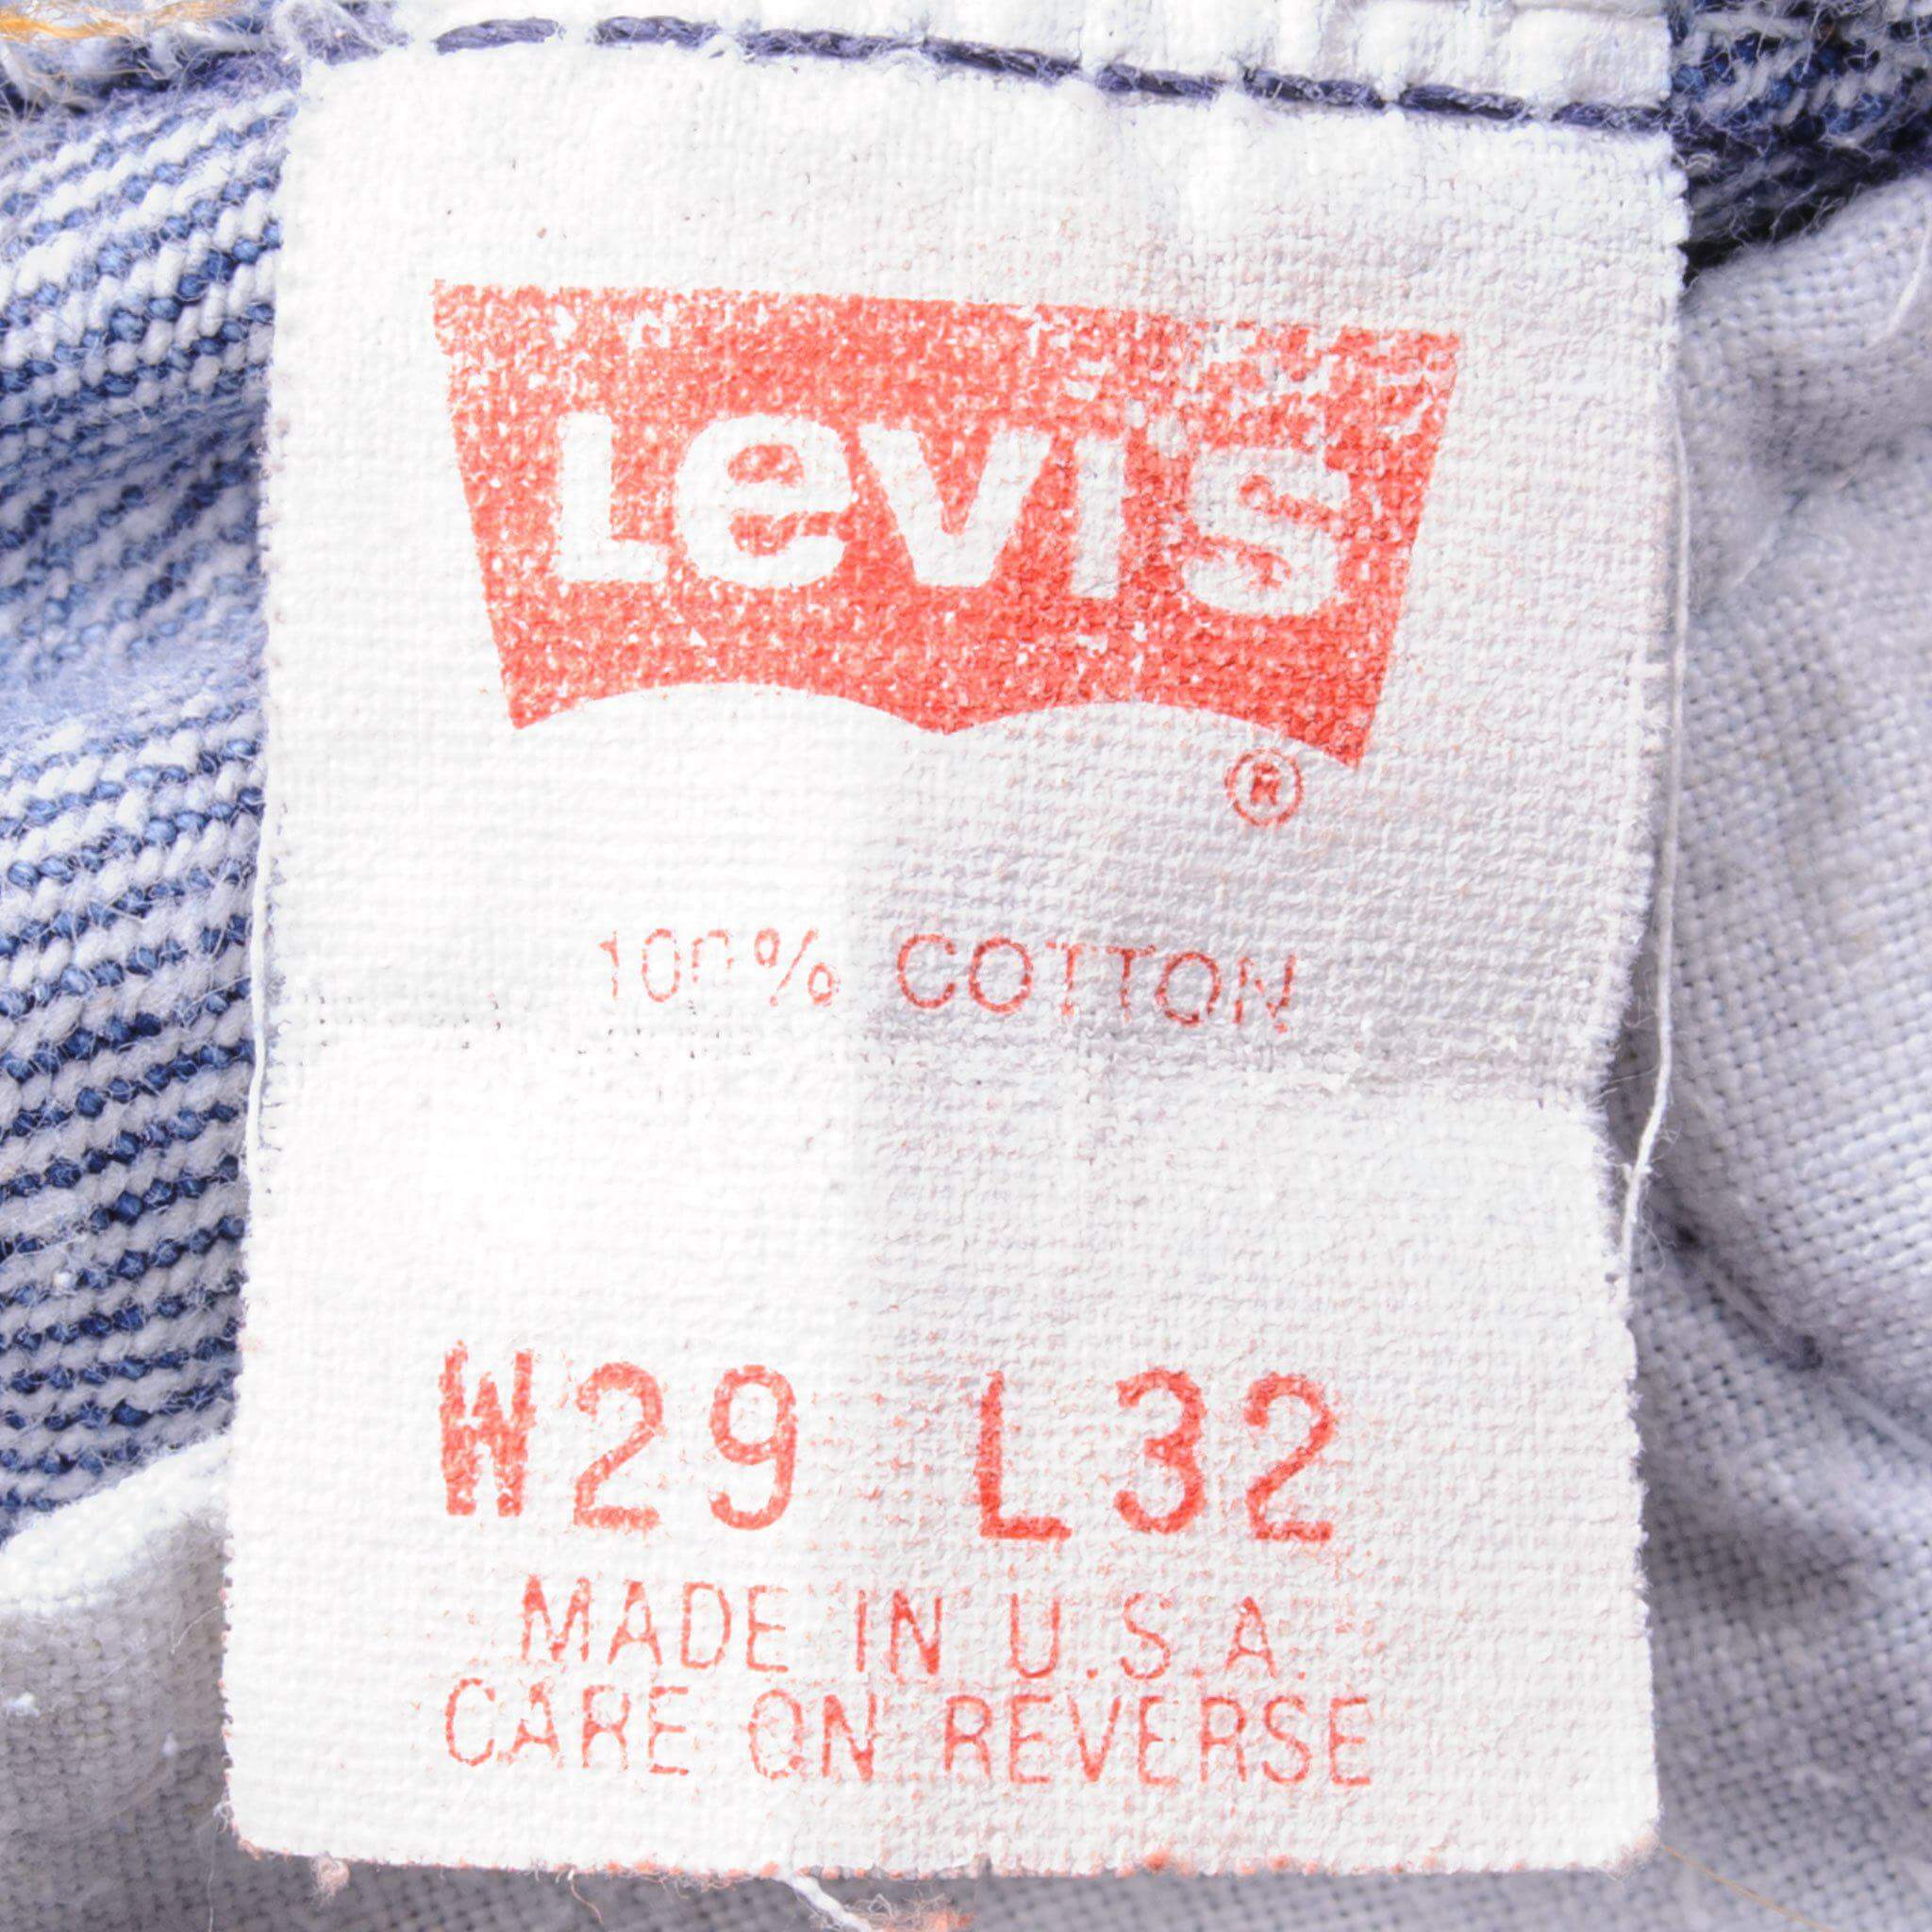 Levi's
®
100% COTTON
W29 L32
MADE IN U.S.A.
CARE ON REVERSE